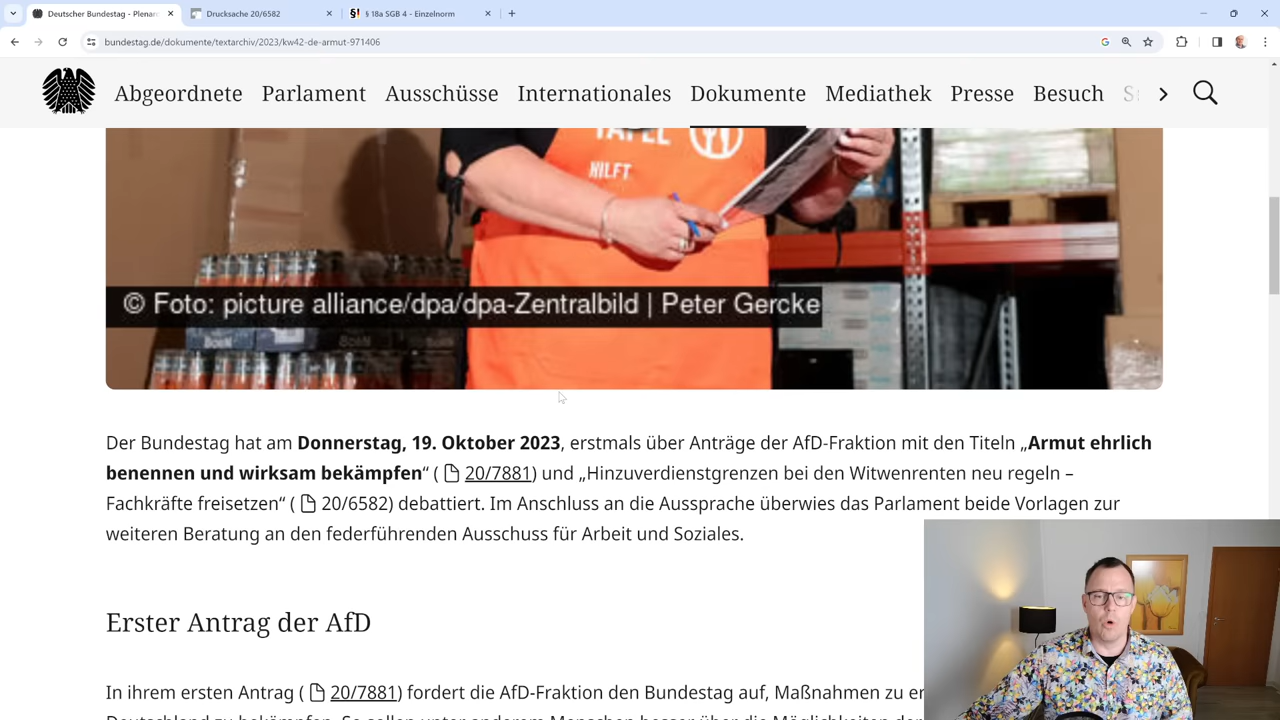 Deutscher Bundestag - Plenar
Drucksache 20/6582
§ 18a SGB 4 - Einzelnorm
bundestag.de/dokumente/textarchiv/2023/kw42-de-armut-971406
Abgeordnete Parlament Ausschüsse Internationales Dokumente Mediathek Presse Besuch
TAFEL
HILFT
© Foto: picture alliance/dpa/dpa-Zentralbild | Peter Gercke
Der Bundestag hat am Donnerstag, 19. Oktober 2023, erstmals über Anträge der AfD-Fraktion mit den Titeln „Armut ehrlich
benennen und wirksam bekämpfen“ ( 20/7881) und „Hinzuverdienstgrenzen bei den Witwenrenten neu regeln –
Fachkräfte freisetzen“ ( 20/6582) debattiert. Im Anschluss an die Aussprache überwies das Parlament beide Vorlagen zur
weiteren Beratung an den federführenden Ausschuss für Arbeit und Soziales.
Erster Antrag der AfD
In ihrem ersten Antrag ( 20/7881) fordert die AfD-Fraktion den Bundestag auf, Maßnahmen zu er